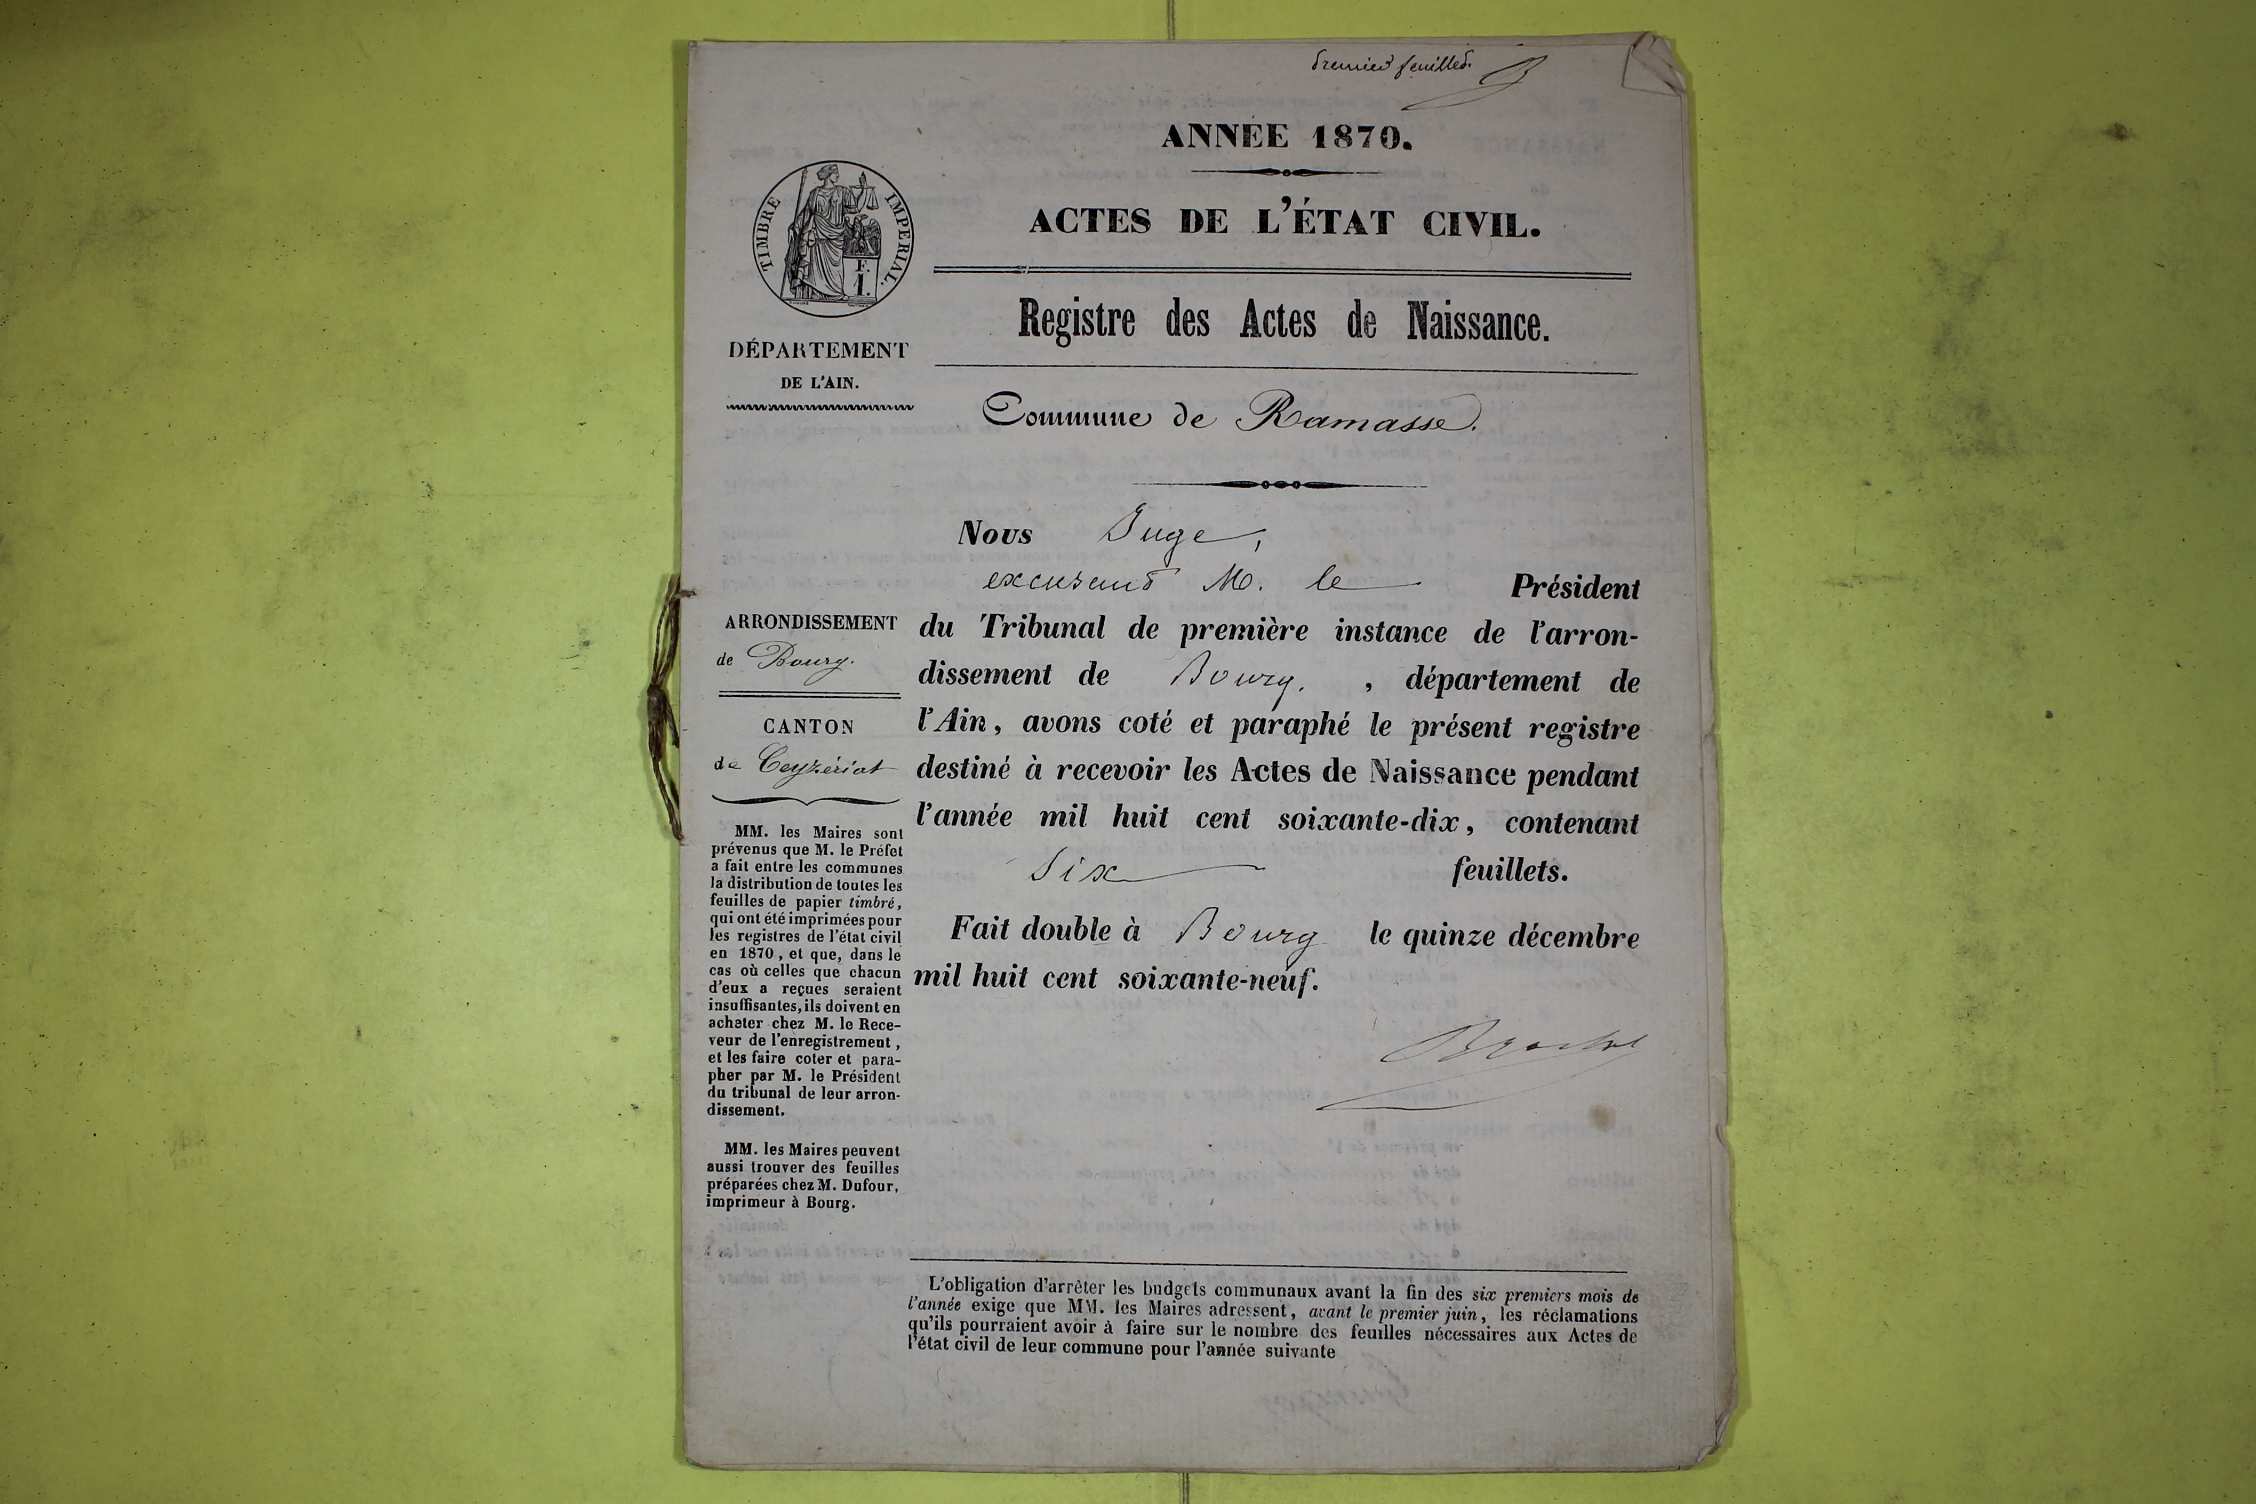 premier feuillet.
ANNÉE 1870.
TIMBRE IMPERIAL.
F.
1.
ACTES DE L'ÉTAT CIVIL.
Registre des Actes de Naissance.
DÉPARTEMENT
DE L'AIN.
Commune de Ramasse.
Nous Juge,
excusant M. le Président
du Tribunal de première instance de l'arron-
dissement de Bourg. , département de
l'Ain, avons coté et paraphé le présent registre
destiné à recevoir les Actes de Naissance pendant
l'année mil huit cent soixante-dix, contenant
Six feuillets.
Fait double à Bourg le quinze décembre
mil huit cent soixante-neuf.
ARRONDISSEMENT
de Bourg.
CANTON
de Ceyzériat
MM. les Maires sont
prévenus que M. le Préfet
a fait entre les communes
la distribution de toutes les
feuilles de papier timbré,
qui ont été imprimées pour
les registres de l'état civil
en 1870, et que, dans le
cas où celles que chacun
d'eux a reçues seraient
insuffisantes, ils doivent en
acheter chez M. le Rece-
veur de l'enregistrement,
et les faire coter et para-
pher par M. le Président
du tribunal de leur arron-
dissement.
MM. les Maires peuvent
aussi trouver des feuilles
préparées chez M. Dufour,
imprimeur à Bourg.
L'obligation d'arrêter les budgets communaux avant la fin des six premiers mois de
l'année exige que MM. les Maires adressent, avant le premier juin, les réclamations
qu'ils pourraient avoir à faire sur le nombre des feuilles nécessaires aux Actes de
l'état civil de leur commune pour l'année suivante